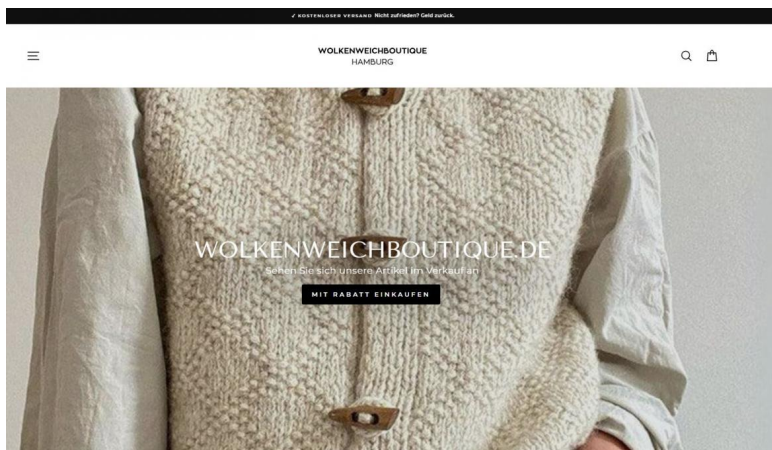 ✓ KOSTENLOSER VERSAND Nicht zufrieden? Geld zurück.
WOLKENWEICHBOUTIQUE
HAMBURG
WOLKENWEICHBOUTIQUE.DE
Sehen Sie sich unsere Artikel im Verkauf an
MIT RABATT EINKAUFEN